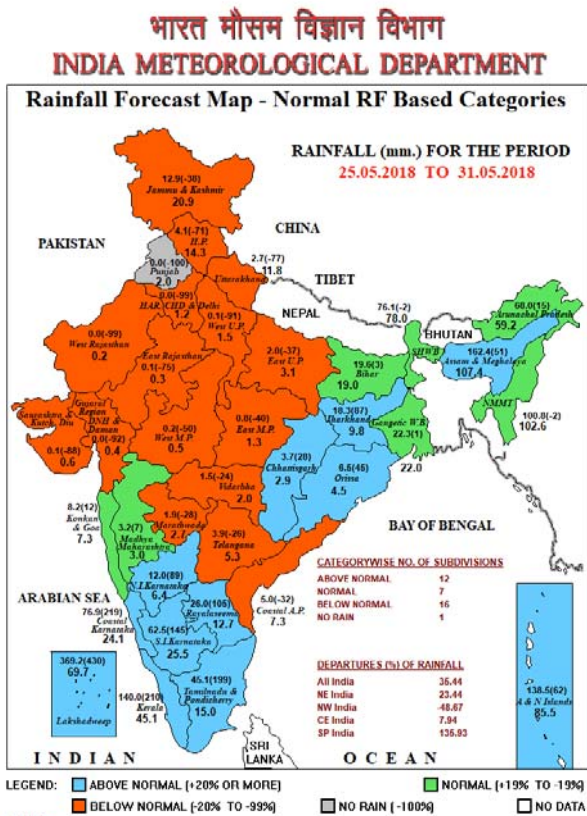 भारत मौसम विज्ञान विभाग
INDIA METEOROLOGICAL DEPARTMENT
Rainfall Forecast Map - Normal RF Based Categories
RAINFALL (mm.) FOR THE PERIOD
25.05.2018 TO 31.05.2018
12.9(-38)
Jammu & Kashmir
20.9
4.1(-71)
H.P.
14.3
CHINA
PAKISTAN
0.0(-100)
Punjab
2.0
2.7(-77)
Uttarakhand
11.8
TIBET
0.0(-99)
HAR. CHD & Delhi
1.2
NEPAL
0.1(-91)
West U.P.
1.5
76.1(-2)
78.0
SHWB
BHUTAN
68.0(15)
Arunachal Pradesh
59.2
0.0(-99)
West Rajasthan
0.2
East Rajasthan
0.1(-75)
0.3
2.0(-37)
East U.P.
3.1
19.6(3)
Bihar
19.0
162.4(51)
Assam & Meghalaya
107.4
NMMT
100.8(-2)
102.6
Saurashtra &
Kutch, Diu
0.1(-88)
0.6
Gujarat
Region
DNH &
Daman
0.0(-92)
0.4
0.2(-50)
West M.P.
0.5
0.8(-40)
East M.P.
1.3
18.3(87)
Jharkhand
9.8
Gangetic W.B
22.3(1)
22.0
3.7(28)
Chhattisgarh
2.9
6.6(46)
Orissa
4.5
1.5(-24)
Vidarbha
2.0
8.2(12)
Konkan
& Goa
7.3
3.2(7)
Madhya
Maharashtra
3.0
1.9(-28)
Marathwada
2.7
3.9(-26)
Telangana
5.3
BAY OF BENGAL
ARABIAN SEA
12.0(89)
N.I.Karnataka
6.4
26.0(105)
Rayalaseema
12.7
5.0(-32)
Coastal A.P.
7.3
76.9(219)
Coastal
Karnataka
24.1
62.5(145)
S.I.Karnataka
25.5
CATEGORYWISE NO. OF SUBDIVISIONS
ABOVE NORMAL 12
NORMAL 7
BELOW NORMAL 16
NO RAIN 1
369.2(430)
69.7
Lakshadweep
140.0(210)
Kerala
45.1
45.1(199)
Tamilnadu &
Pondicherry
15.0
DEPARTURES (%) OF RAINFALL
All India 35.44
NE India 23.44
NW India -48.67
CE India 7.94
SP India 135.93
138.5(62)
A & N Islands
85.5
SRI
LANKA
INDIAN OCEAN
LEGEND: ABOVE NORMAL (+20% OR MORE) NORMAL (+19% TO -19%)
BELOW NORMAL (-20% TO -99%) NO RAIN (-100%) NO DATA